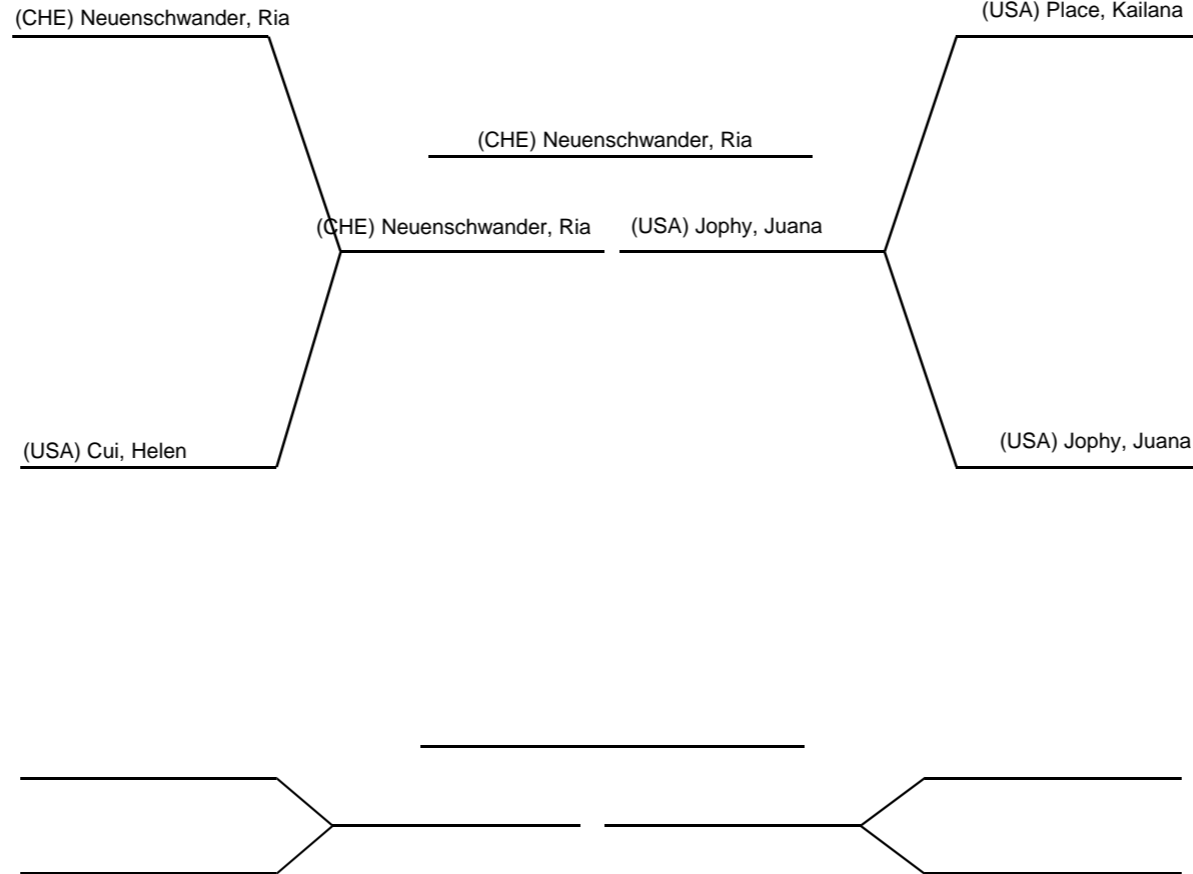 (CHE) Neuenschwander, Ria
(USA) Place, Kailana
(CHE) Neuenschwander, Ria
(CHE) Neuenschwander, Ria
(USA) Jophy, Juana
(USA) Cui, Helen
(USA) Jophy, Juana